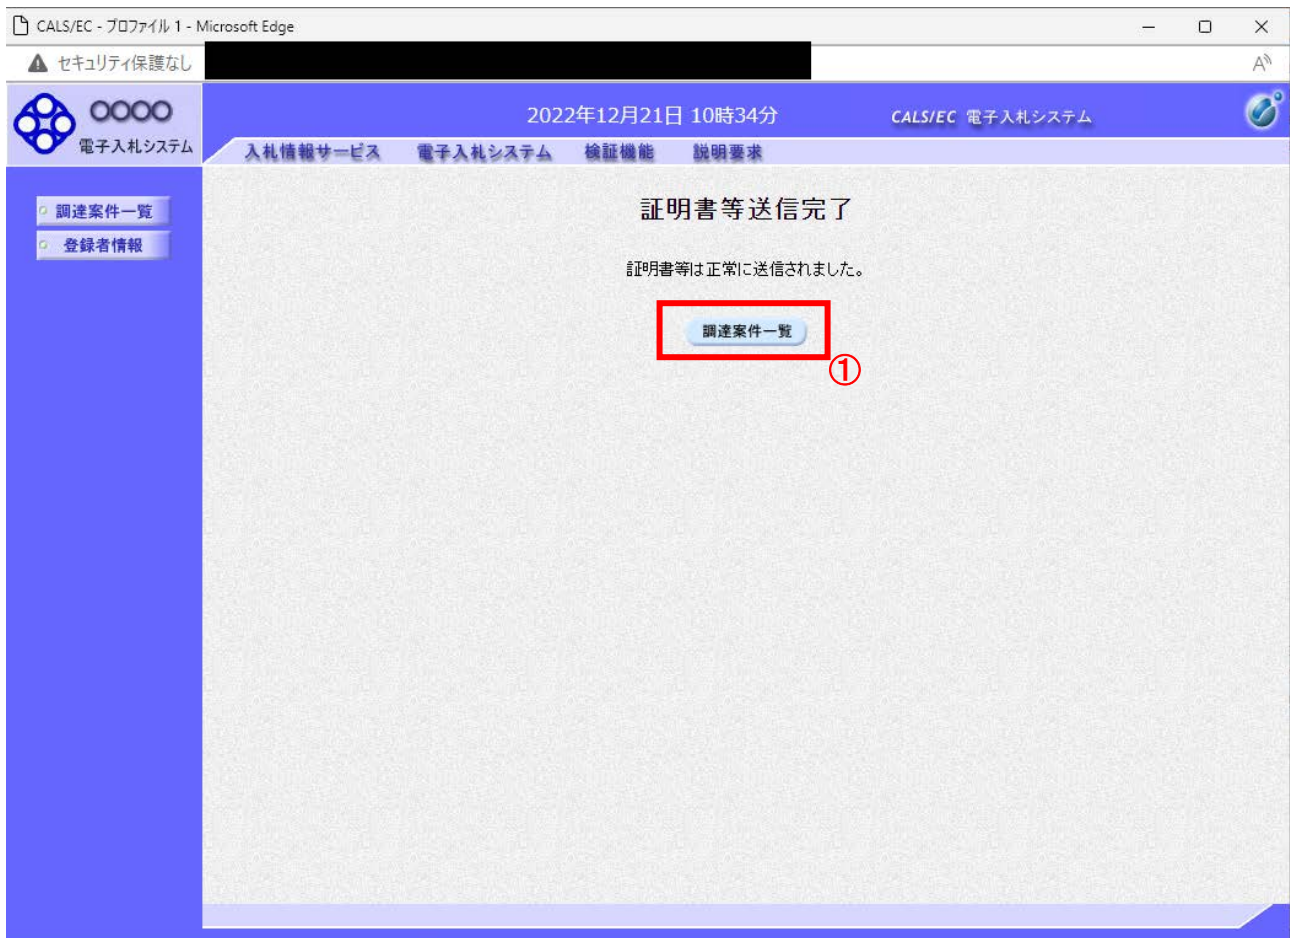 CALS/EC - プロファイル 1 - Microsoft Edge
セキュリティ保護なし
OOOO
電子入札システム
2022年12月21日 10時34分
CALS/EC 電子入札システム
入札情報サービス 電子入札システム 検証機能 説明要求
調達案件一覧
登録者情報
証明書等送信完了
証明書等は正常に送信されました。
調達案件一覧
①